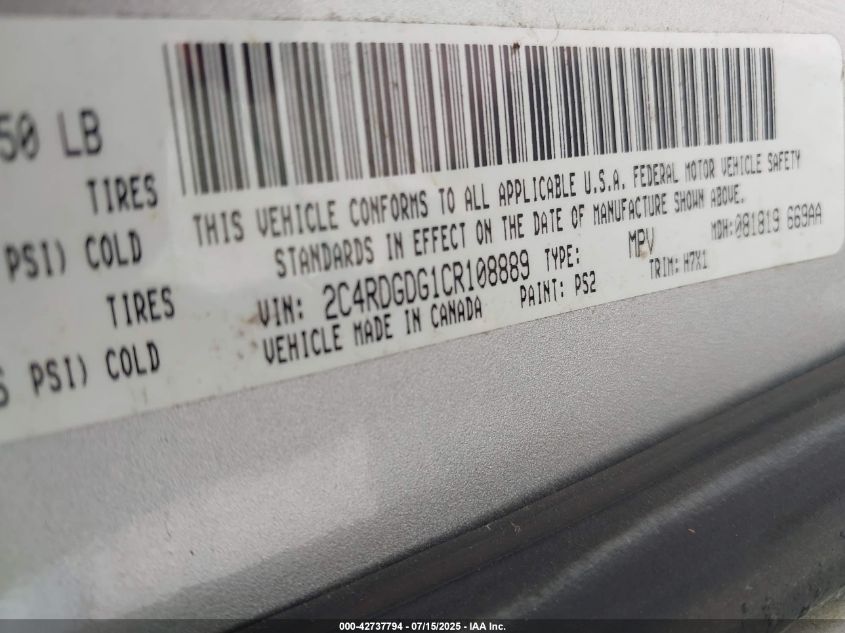 50 LB
TIRES
PSI) COLD
TIRES
PSI) COLD
THIS VEHICLE CONFORMS TO ALL APPLICABLE U.S.A. FEDERAL MOTOR VEHICLE SAFETY
STANDARDS IN EFFECT ON THE DATE OF MANUFACTURE SHOWN ABOVE.
VIN: 2C4RDGDG1CR108889 TYPE: MPV MDH:081819 669AA
VEHICLE MADE IN CANADA PAINT: PS2 TRIM: H7X1
000-42737794 - 07/15/2025 - IAA Inc.